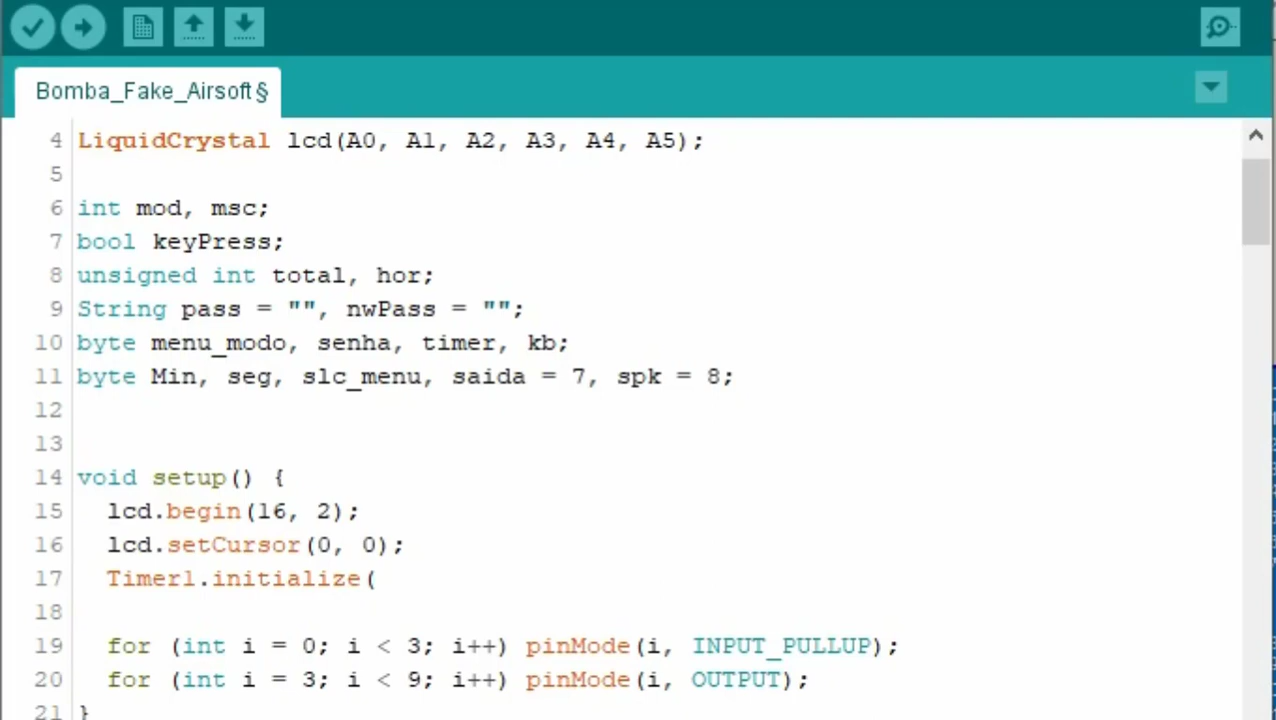 Bomba_Fake_Airsoft§
4 LiquidCrystal lcd(A0, A1, A2, A3, A4, A5);
5
6 int mod, msc;
7 bool keyPress;
8 unsigned int total, hor;
9 String pass = "", nwPass = "";
10 byte menu_modo, senha, timer, kb;
11 byte Min, seg, slc_menu, saida = 7, spk = 8;
12
13
14 void setup() {
15   lcd.begin(16, 2);
16   lcd.setCursor(0, 0);
17   Timer1.initialize(
18
19   for (int i = 0; i < 3; i++) pinMode(i, INPUT_PULLUP);
20   for (int i = 3; i < 9; i++) pinMode(i, OUTPUT);
21 }